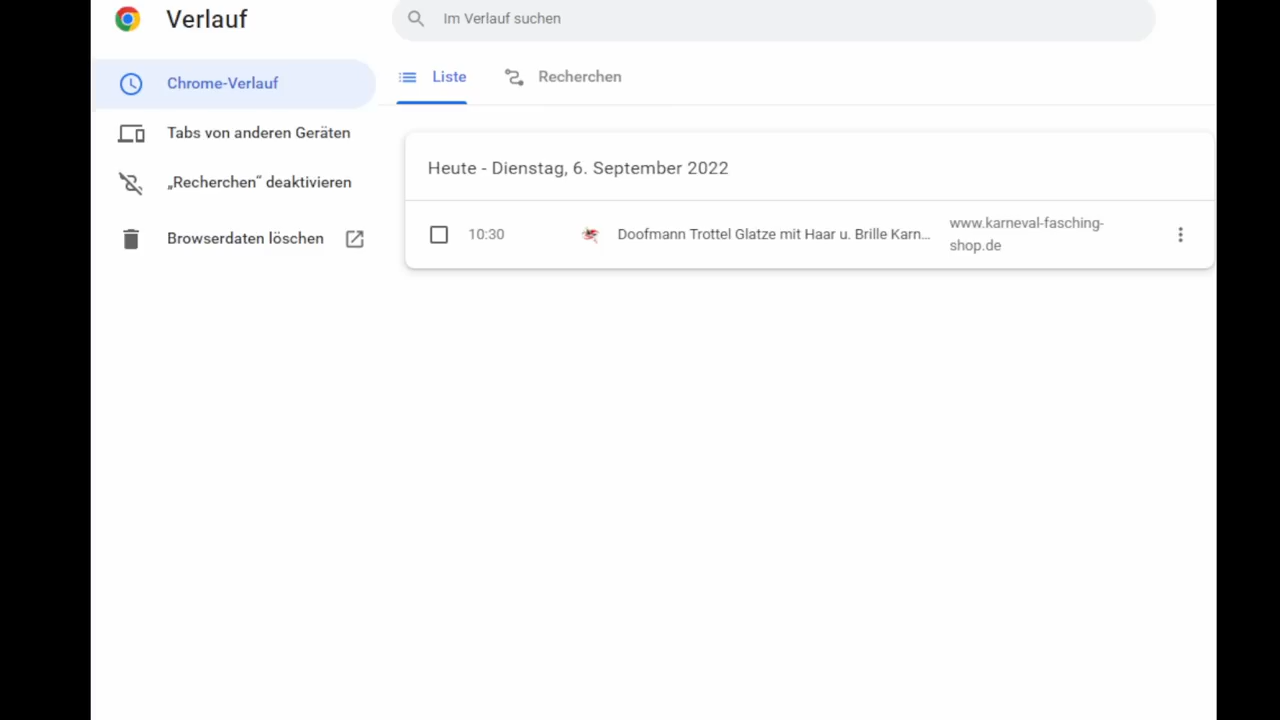 Verlauf
Im Verlauf suchen
Chrome-Verlauf
Tabs von anderen Geräten
„Recherchen“ deaktivieren
Browserdaten löschen
Liste
Recherchen
Heute - Dienstag, 6. September 2022
10:30
Doofmann Trottel Glatze mit Haar u. Brille Karn...
www.karneval-fasching-
shop.de